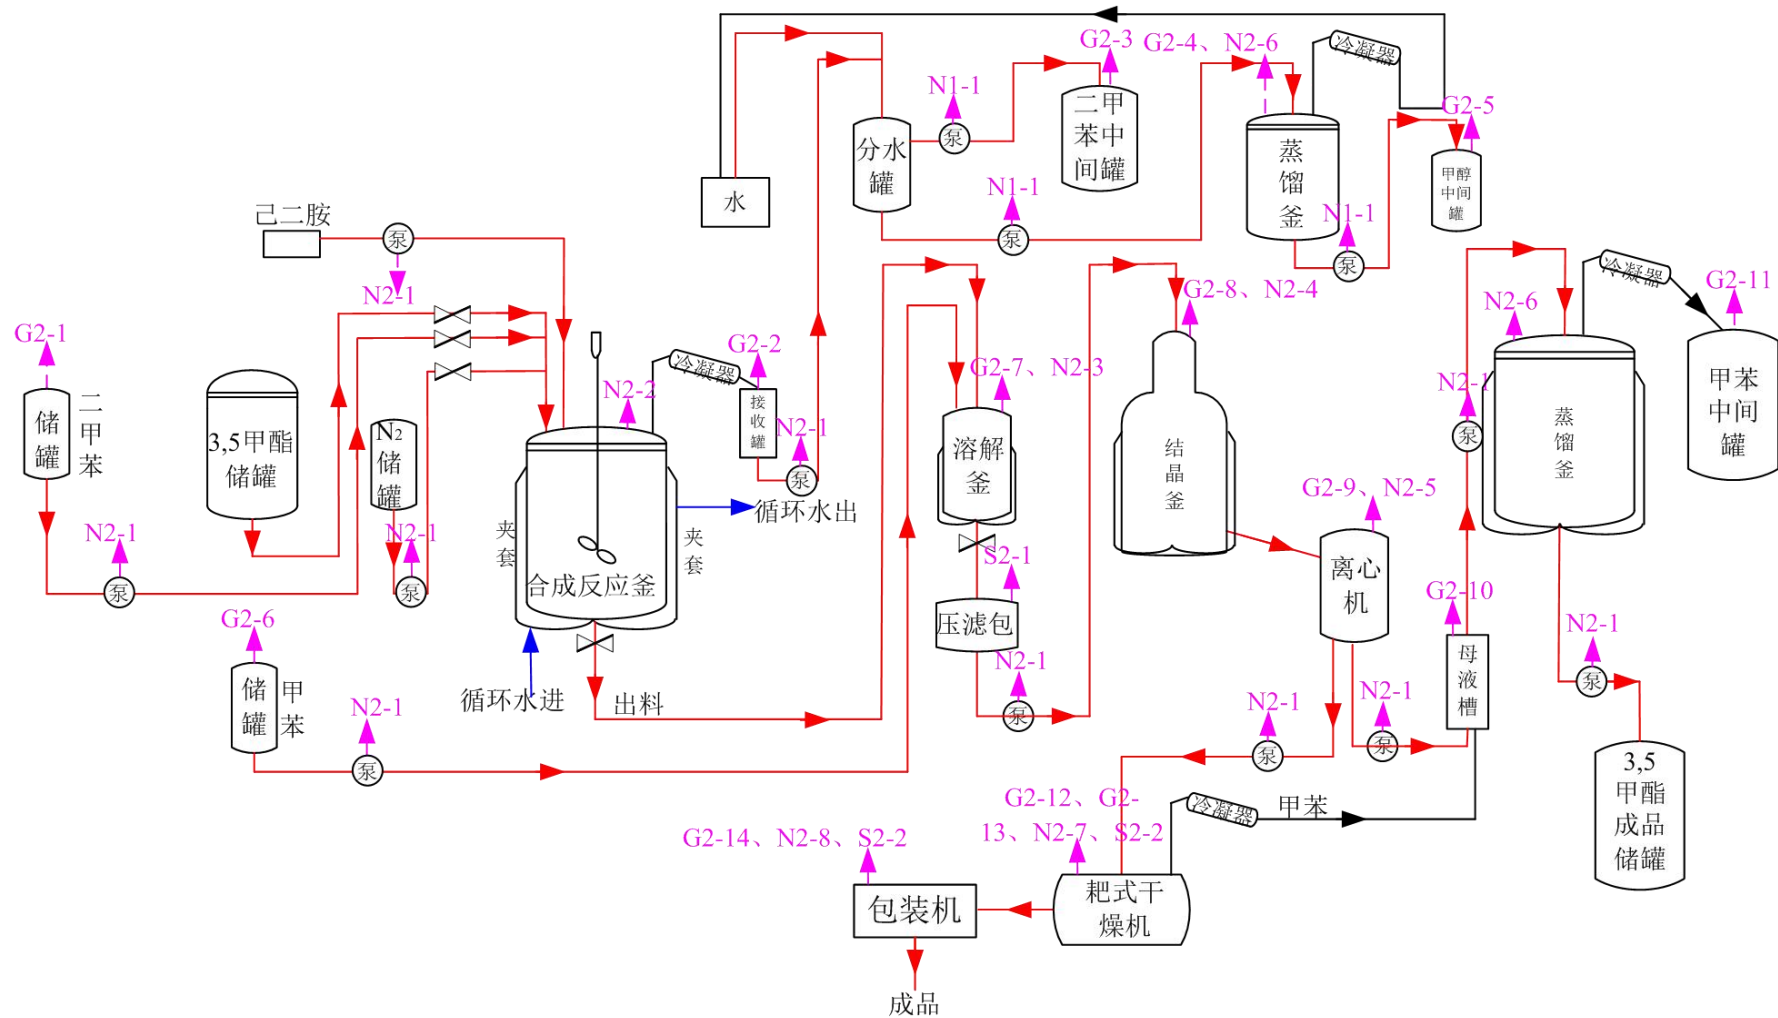 G2-3
G2-4、N2-6
冷凝器
N1-1
泵
二甲
苯中
间罐
G2-5
分水
罐
蒸
馏
釜
甲醇
中间
罐
水
N1-1
泵
N1-1
泵
己二胺
泵
N2-1
G2-8、N2-4
冷凝器
G2-11
N2-6
G2-1
储
罐
二
甲
苯
3,5甲酯
储罐
N2
储
罐
N2-2
冷凝器
G2-2
接
收
罐
N2-1
泵
G2-7、N2-3
溶解
釜
结
晶
釜
N2-1
泵
蒸
馏
釜
甲苯
中间
罐
循环水出
夹
套
夹
套
合成反应釜
N2-1
泵
N2-1
泵
S2-1
压滤包
G2-9、N2-5
离心
机
G2-10
母
液
槽
N2-1
泵
G2-6
储
罐
甲
苯
循环水进
出料
N2-1
泵
N2-1
泵
N2-1
泵
N2-1
泵
3,5
甲酯
成品
储罐
G2-12、G2-
13、N2-7、S2-2
冷凝器
甲苯
G2-14、N2-8、S2-2
包装机
耙式干
燥机
成品